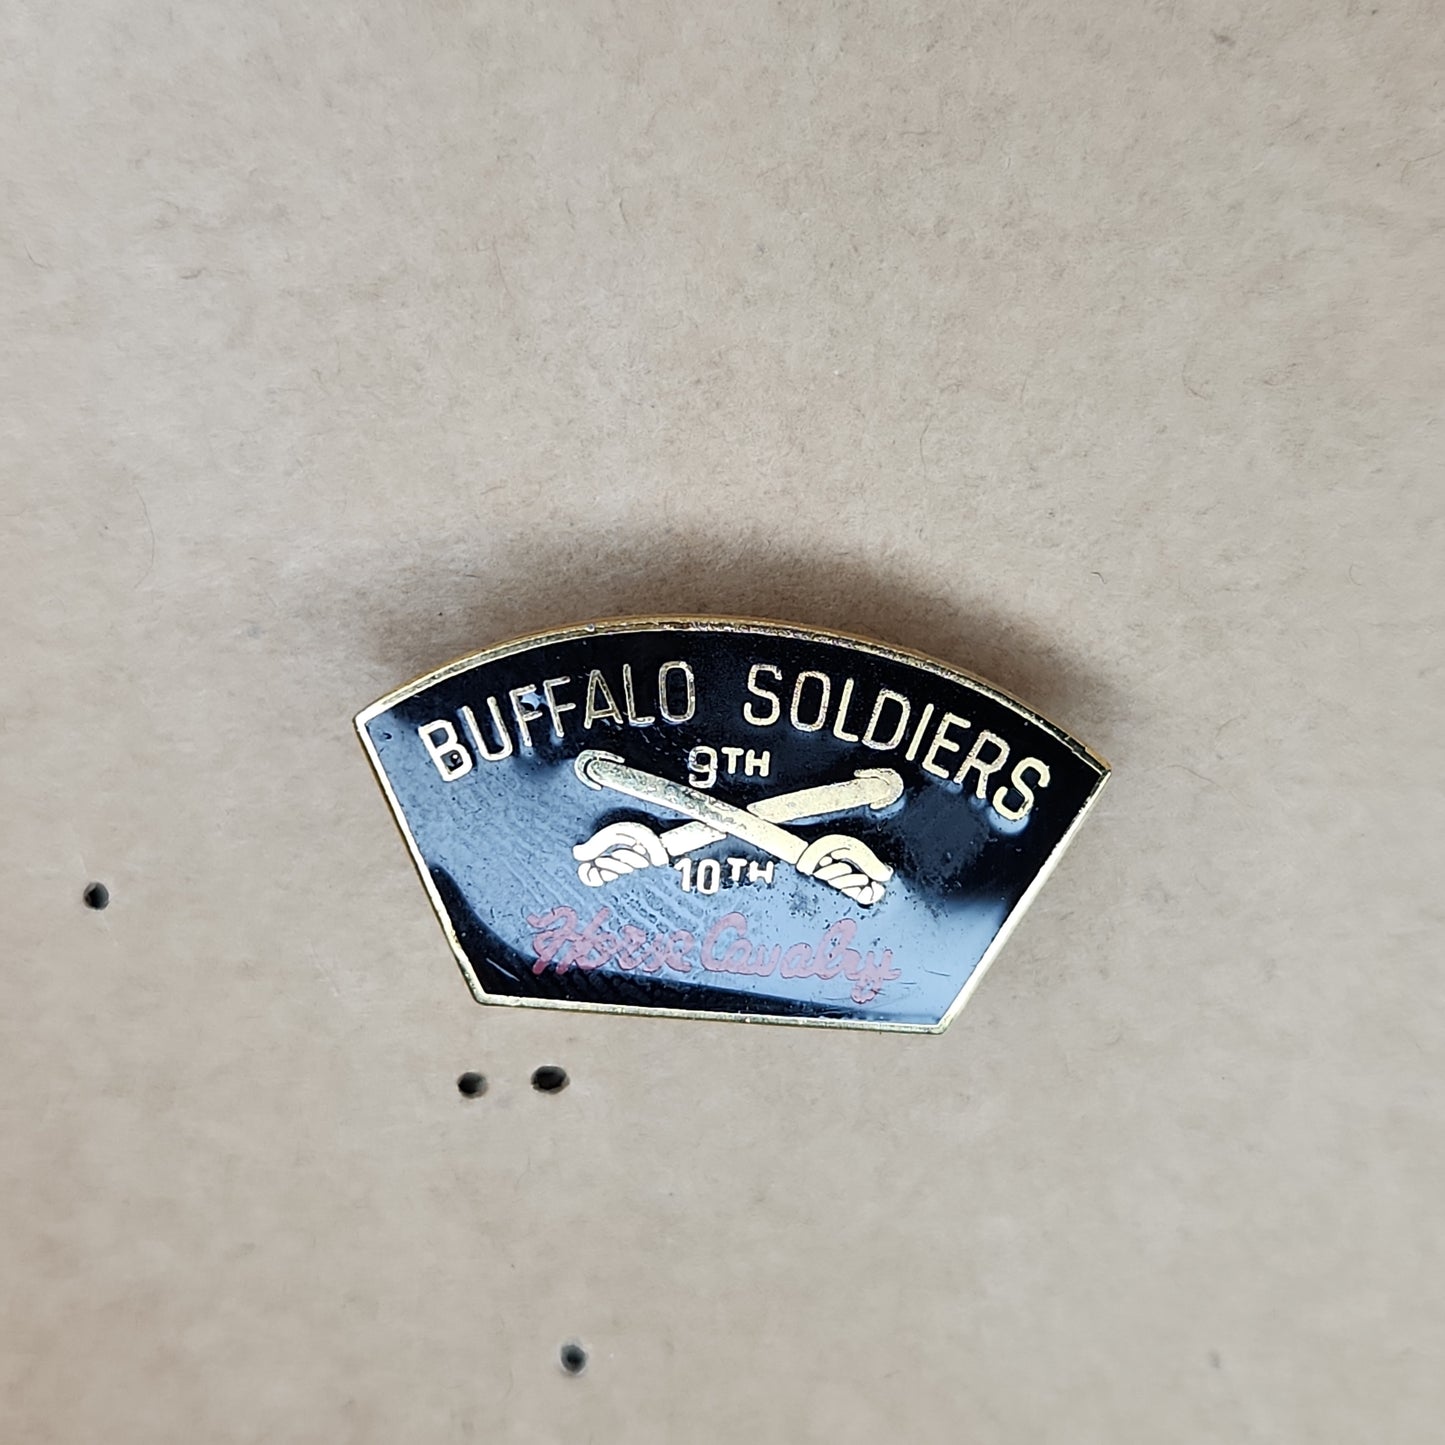 BUFFALO SOLDIERS
9TH
10TH
Horse Cavalry